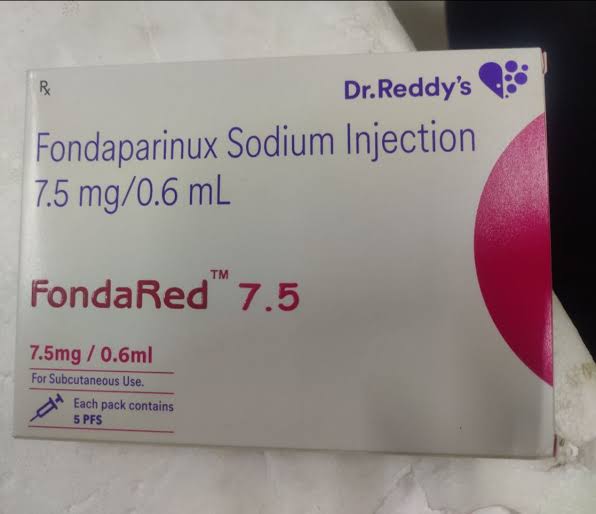 Rx
Dr.Reddy's
Fondaparinux Sodium Injection
7.5 mg/0.6 mL
FondaRed™ 7.5
7.5mg / 0.6ml
For Subcutaneous Use.
Each pack contains
5 PFS